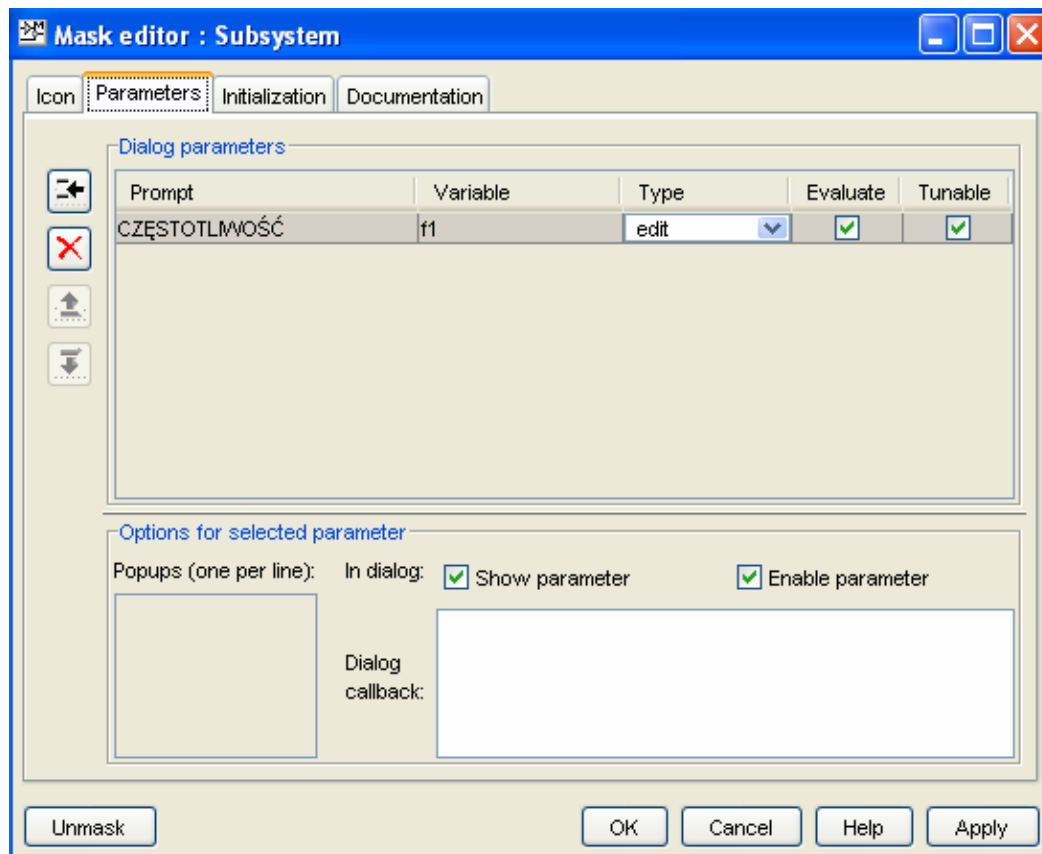 Mask editor : Subsystem
Icon Parameters Initialization Documentation
Dialog parameters
Prompt Variable Type Evaluate Tunable
CZĘSTOTLIWOŚĆ f1 edit
Options for selected parameter
Popups (one per line): In dialog: Show parameter Enable parameter
Dialog
callback:
Unmask OK Cancel Help Apply